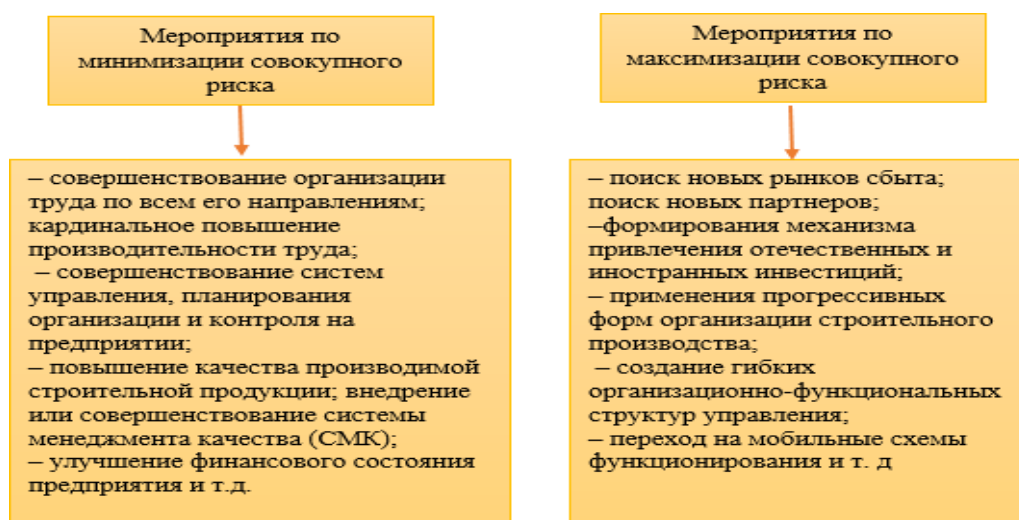 Мероприятия по
минимизации совокупного
риска
Мероприятия по
максимизации совокупного
риска
– совершенствование организации
труда по всем его направлениям;
кардинальное повышение
производительности труда;
– совершенствование систем
управления, планирования
организации и контроля на
предприятии;
– повышение качества производимой
строительной продукции; внедрение
или совершенствование системы
менеджмента качества (СМК);
– улучшение финансового состояния
предприятия и т.д.
– поиск новых рынков сбыта;
поиск новых партнеров;
–формирования механизма
привлечения отечественных и
иностранных инвестиций;
– применения прогрессивных
форм организации строительного
производства;
– создание гибких
организационно-функциональных
структур управления;
– переход на мобильные схемы
функционирования и т. д